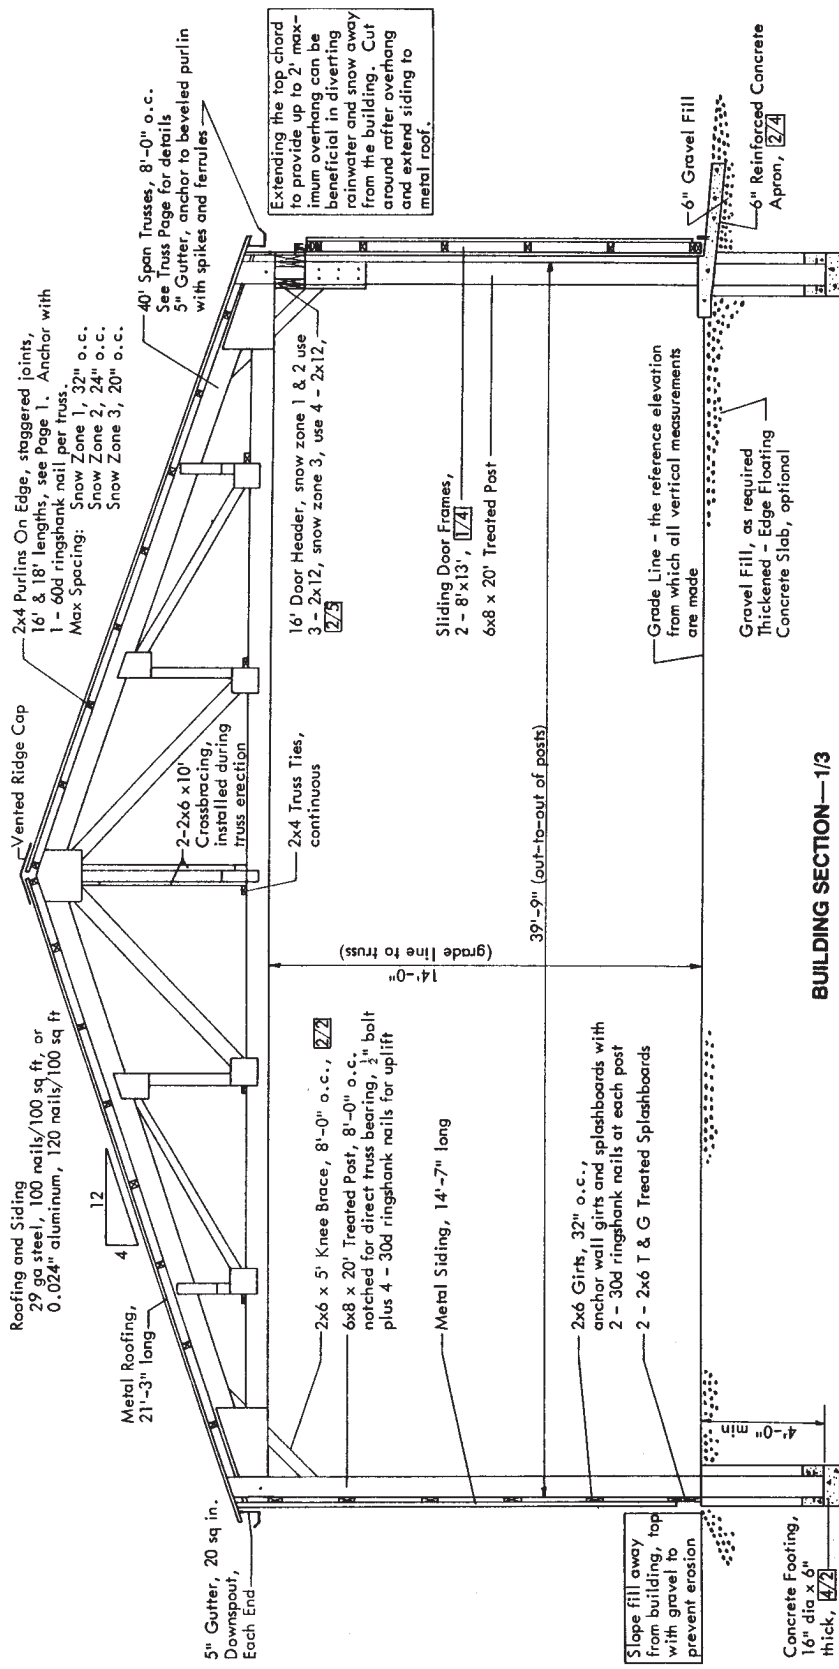 Roofing and Siding
29 ga steel, 100 nails/100 sq ft, or
0.024" aluminum, 120 nails/100 sq ft
12
4
Metal Roofing,
21'-3" long
5" Gutter, 20 sq in.
Downspout,
Each End
Vented Ridge Cap
2x4 Purlins On Edge, staggered joints,
16' & 18' lengths, see Page 1. Anchor with
1 - 60d ringshank nail per truss.
Max Spacing: Snow Zone 1, 32" o.c.
Snow Zone 2, 24" o.c.
Snow Zone 3, 20" o.c.
40' Span Trusses, 8'-0" o.c.
See Truss Page for details
5" Gutter, anchor to beveled purlin
with spikes and ferrules
Extending the top chord
to provide up to 2' max-
imum overhang can be
beneficial in diverting
rainwater and snow away
from the building. Cut
around rafter overhang
and extend siding to
metal roof.
2-2x6 x10'
Crossbracing,
installed during
truss erection
2x4 Truss Ties,
continuous
16' Door Header, snow zone 1 & 2 use
3 - 2x12, snow zone 3, use 4 - 2x12,
2/5
2x6 x 5' Knee Brace, 8'-0" o.c., 2/2
6x8 x 20' Treated Post, 8'-0" o.c.
notched for direct truss bearing, ½" bolt
plus 4 - 30d ringshank nails for uplift
Metal Siding, 14'-7" long
14'-0"
(grade line to truss)
Sliding Door Frames,
2 - 8'x13', 1/4
6x8 x 20' Treated Post
39'-9" (out-to-out of posts)
2x6 Girts, 32" o.c.,
anchor wall girts and splashboards with
2 - 30d ringshank nails at each post
2 - 2x6 T & G Treated Splashboards
Slope fill away
from building, top
with gravel to
prevent erosion
Grade Line - the reference elevation
from which all vertical measurements
are made
6" Gravel Fill
6" Reinforced Concrete
Apron, 2/4
Gravel Fill, as required
Thickened - Edge Floating
Concrete Slab, optional
4'-0" min
Concrete Footing,
16" dia x 6"
thick, 4/2
BUILDING SECTION—1/3